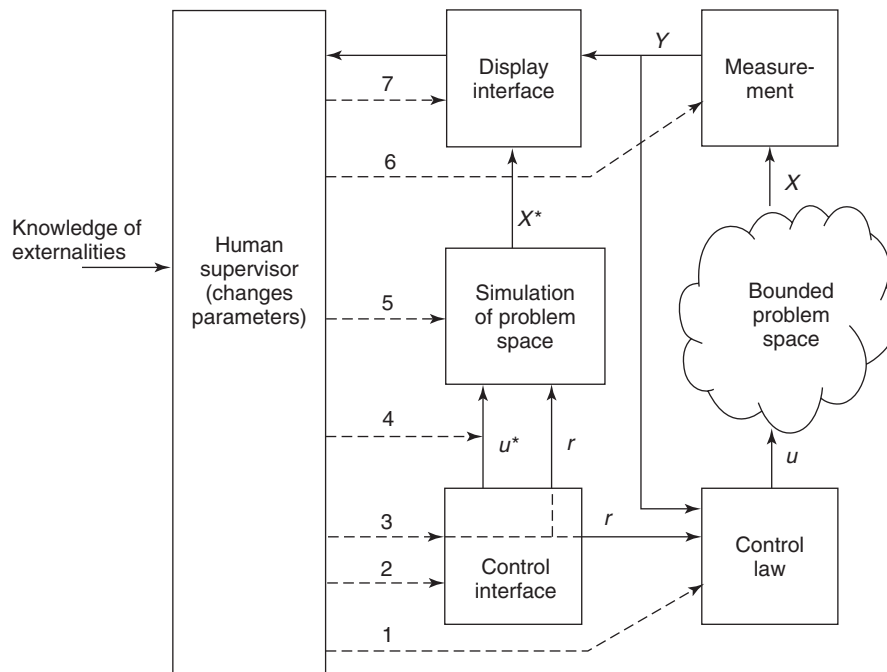 Y
Display
interface
Measure-
ment
7
6
X
X*
Knowledge of
externalities
Human
supervisor
(changes
parameters)
5
Simulation
of problem
space
Bounded
problem
space
4
u*
r
u
3
r
2
Control
interface
Control
law
1